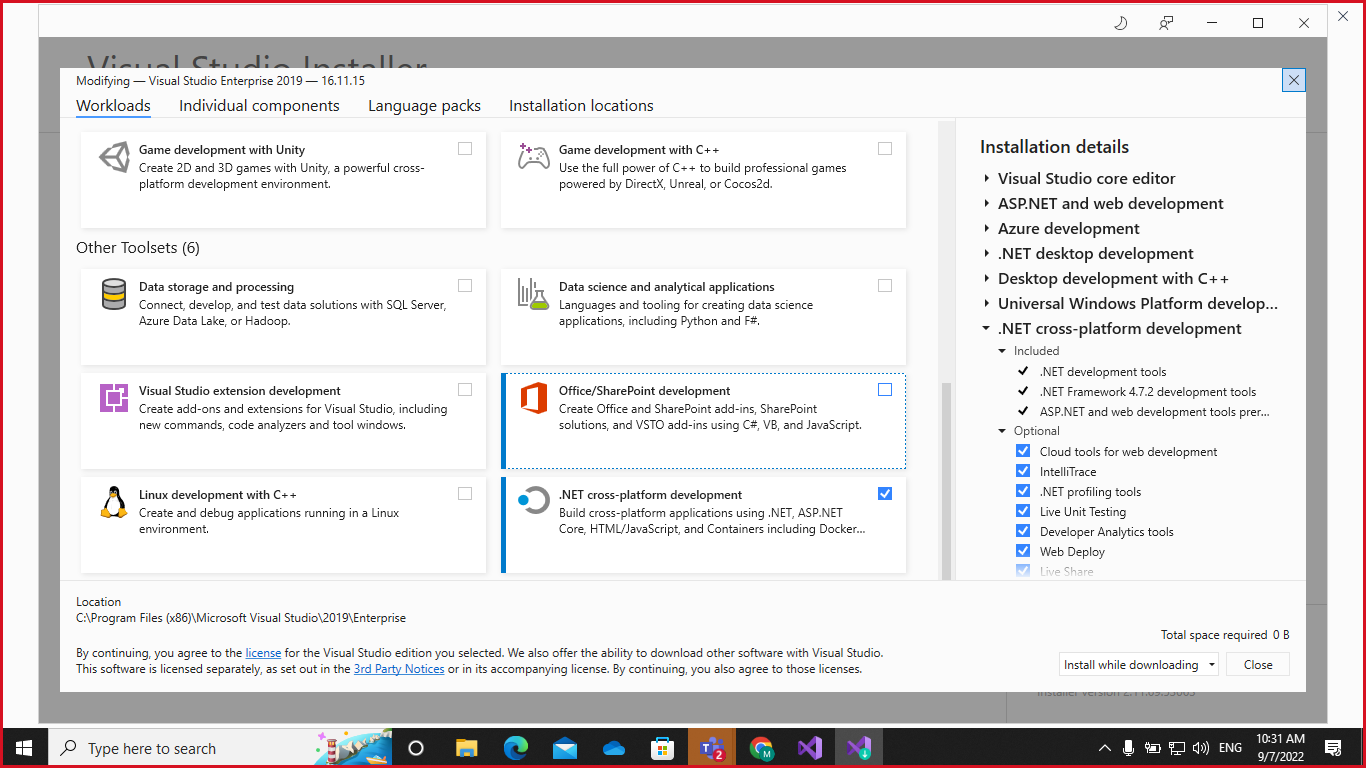 Visual Studio Installer
Modifying — Visual Studio Enterprise 2019 — 16.11.15
Workloads
Individual components
Language packs
Installation locations
Game development with Unity
Create 2D and 3D games with Unity, a powerful cross-
platform development environment.
Game development with C++
Use the full power of C++ to build professional games
powered by DirectX, Unreal, or Cocos2d.
Other Toolsets (6)
Data storage and processing
Connect, develop, and test data solutions with SQL Server,
Azure Data Lake, or Hadoop.
Data science and analytical applications
Languages and tooling for creating data science
applications, including Python and F#.
Visual Studio extension development
Create add-ons and extensions for Visual Studio, including
new commands, code analyzers and tool windows.
Office/SharePoint development
Create Office and SharePoint add-ins, SharePoint
solutions, and VSTO add-ins using C#, VB, and JavaScript.
Linux development with C++
Create and debug applications running in a Linux
environment.
.NET cross-platform development
Build cross-platform applications using .NET, ASP.NET
Core, HTML/JavaScript, and Containers including Docker...
Installation details
Visual Studio core editor
ASP.NET and web development
Azure development
.NET desktop development
Desktop development with C++
Universal Windows Platform develop...
.NET cross-platform development
Included
.NET development tools
.NET Framework 4.7.2 development tools
ASP.NET and web development tools prer...
Optional
Cloud tools for web development
IntelliTrace
.NET profiling tools
Live Unit Testing
Developer Analytics tools
Web Deploy
Live Share
Location
C:\Program Files (x86)\Microsoft Visual Studio\2019\Enterprise
Total space required 0 B
By continuing, you agree to the license for the Visual Studio edition you selected. We also offer the ability to download other software with Visual Studio.
This software is licensed separately, as set out in the 3rd Party Notices or in its accompanying license. By continuing, you also agree to those licenses.
Install while downloading
Close
Installer version
Type here to search
2
M
ENG
10:31 AM
9/7/2022